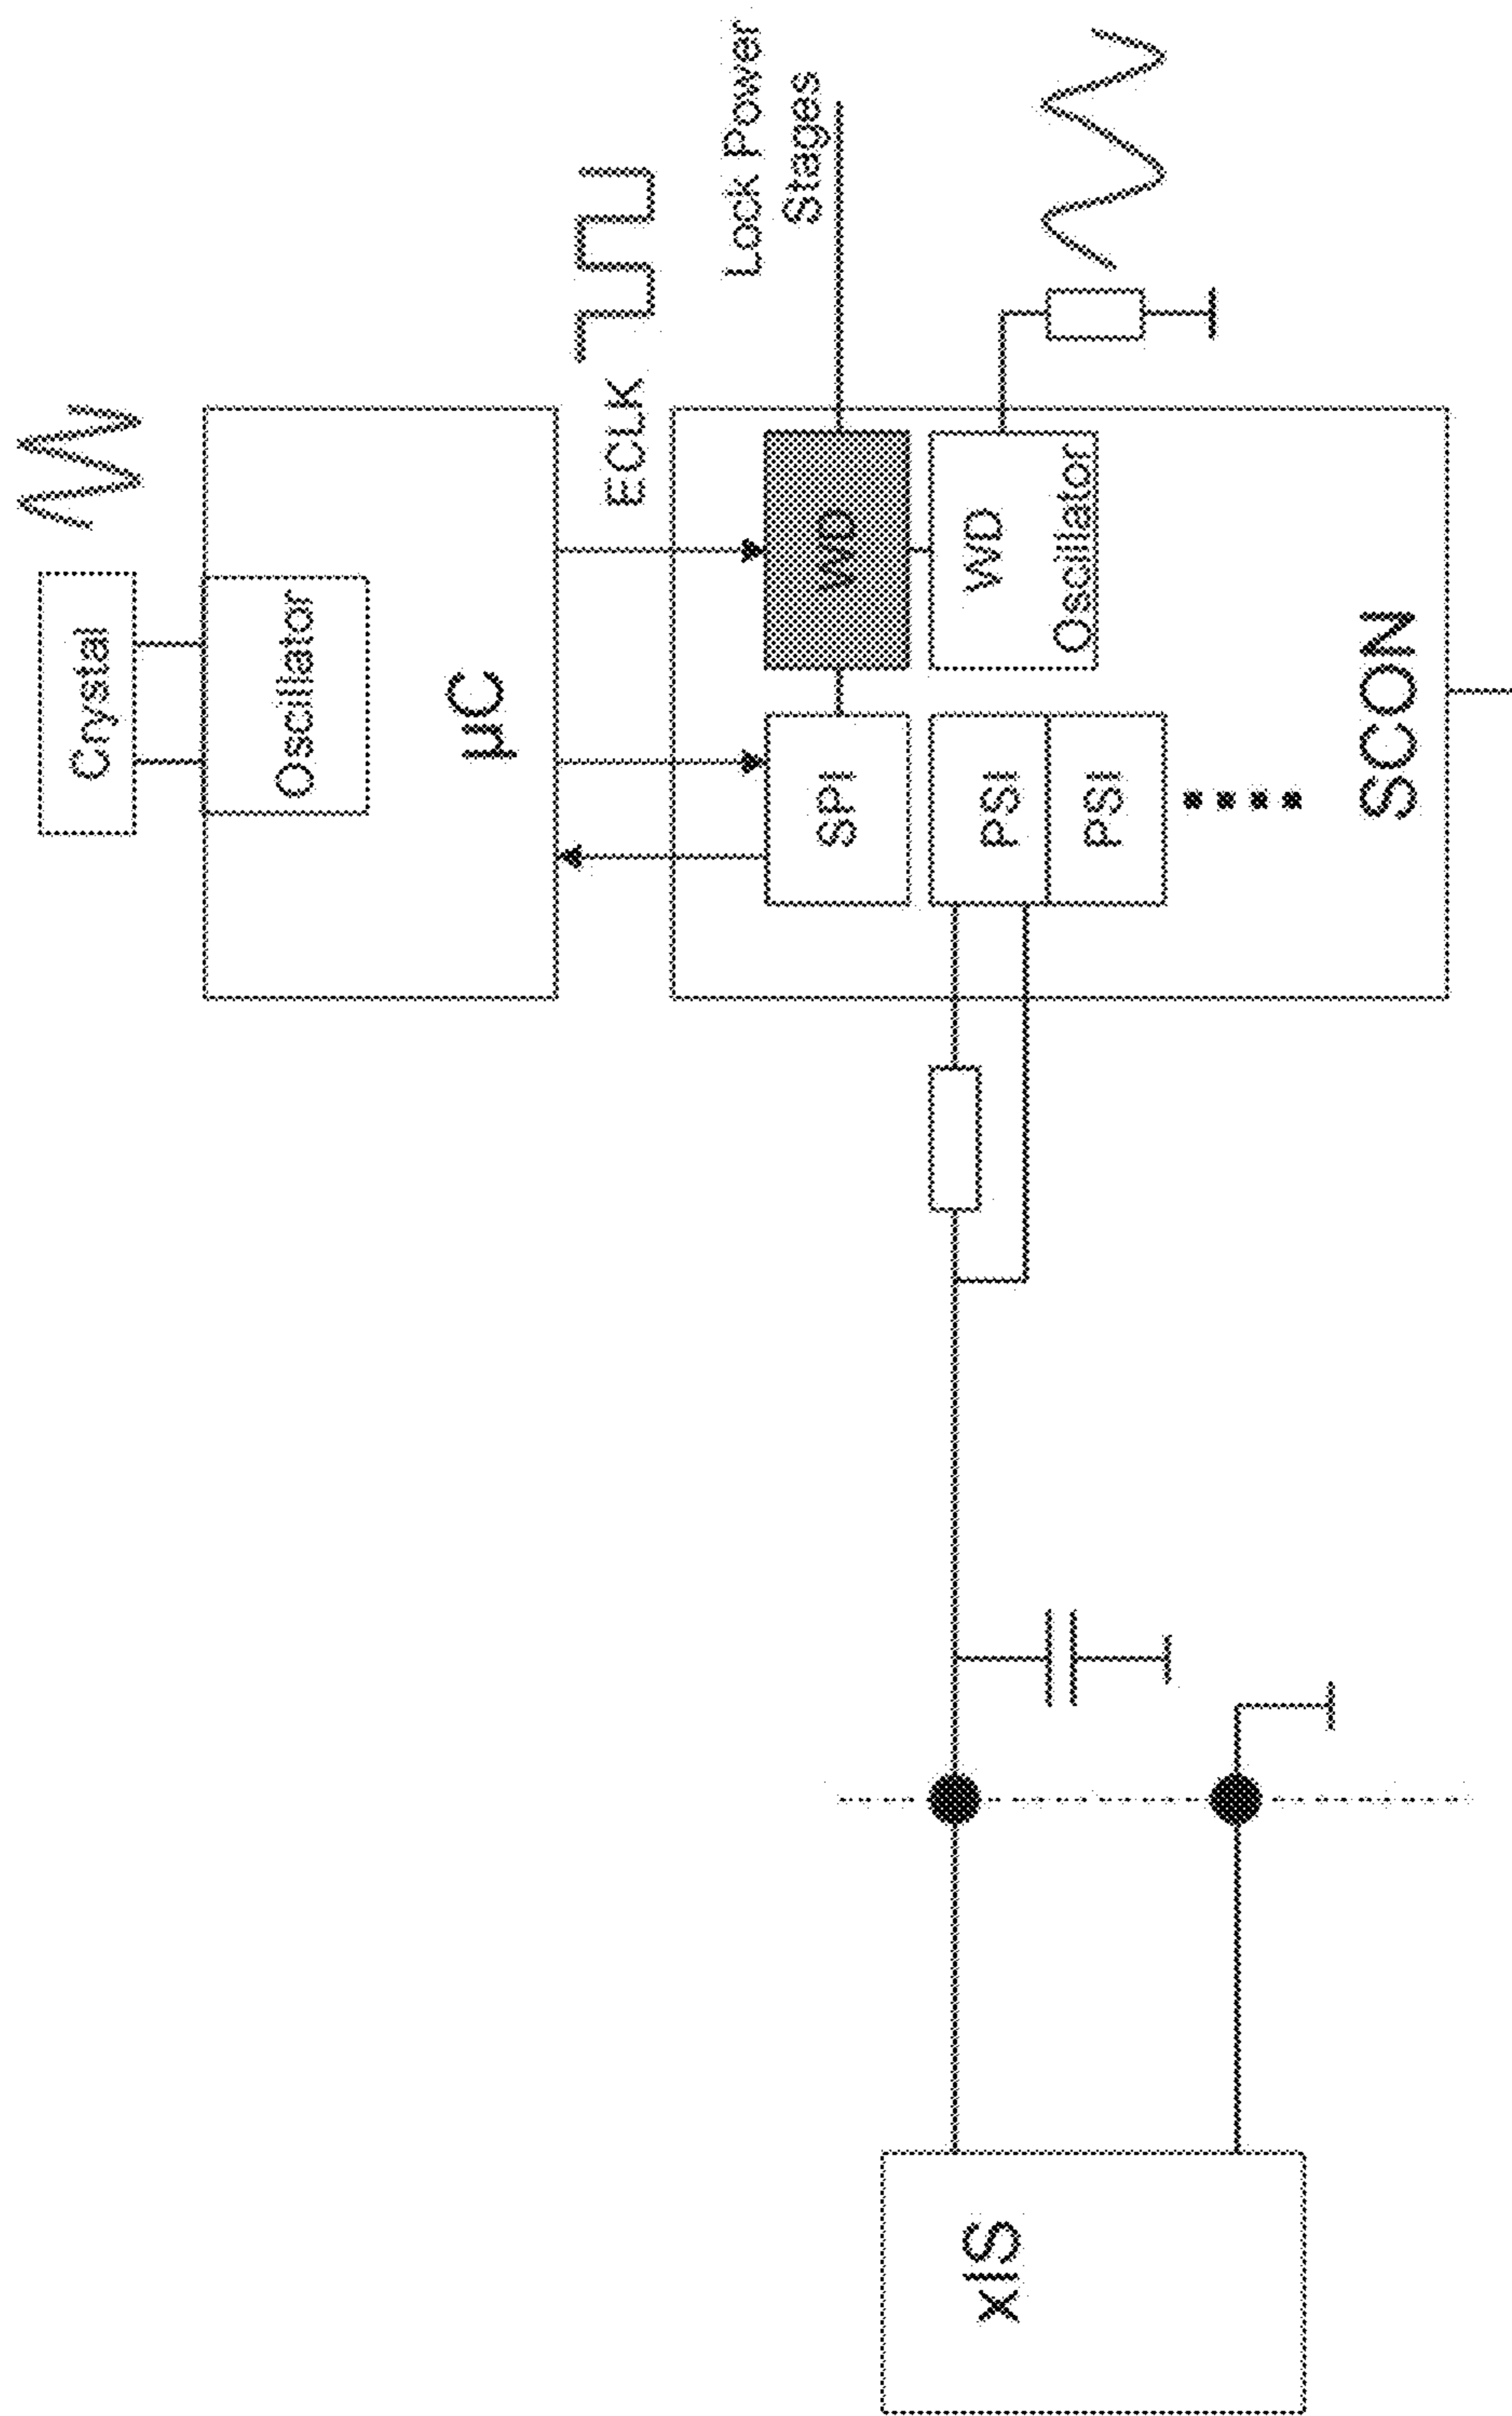 Crystal
Oscillator
µC
ECLK
Lock Power
Stages
SPI
WD
PSI
WD
Oscillator
PSI
SCON
xIS